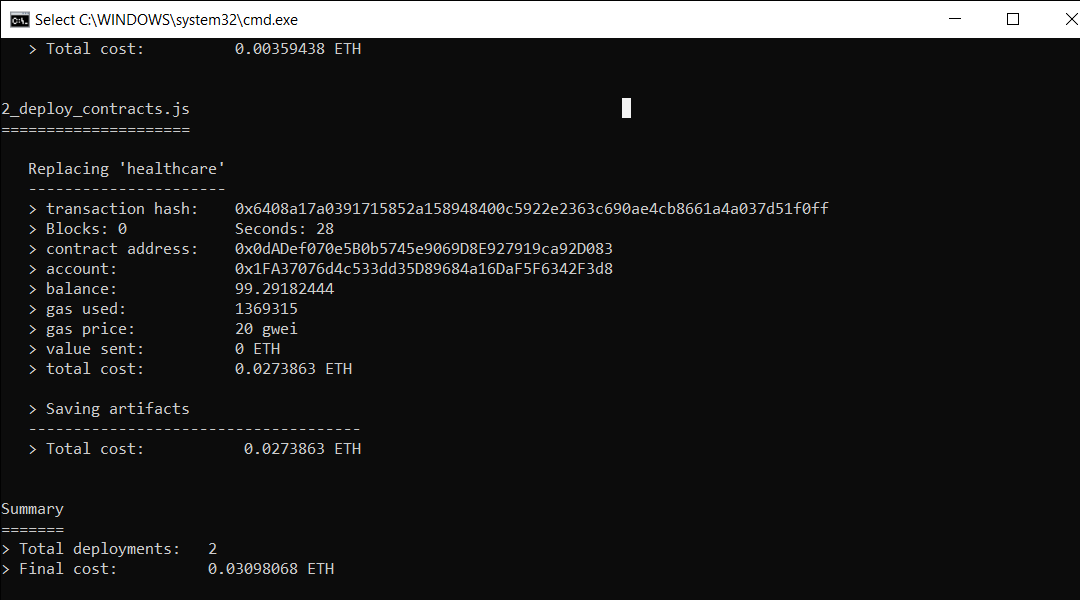 Select C:\WINDOWS\system32\cmd.exe
> Total cost: 0.00359438 ETH
2_deploy_contracts.js
=====================
Replacing 'healthcare'
----------------------
> transaction hash: 0x6408a17a0391715852a158948400c5922e2363c690ae4cb8661a4a037d51f0ff
> Blocks: 0 Seconds: 28
> contract address: 0x0dADef070e5B0b5745e9069D8E927919ca92D083
> account: 0x1FA37076d4c533dd35D89684a16DaF5F6342F3d8
> balance: 99.29182444
> gas used: 1369315
> gas price: 20 gwei
> value sent: 0 ETH
> total cost: 0.0273863 ETH
> Saving artifacts
-------------------------------------
> Total cost: 0.0273863 ETH
Summary
=======
> Total deployments: 2
> Final cost: 0.03098068 ETH